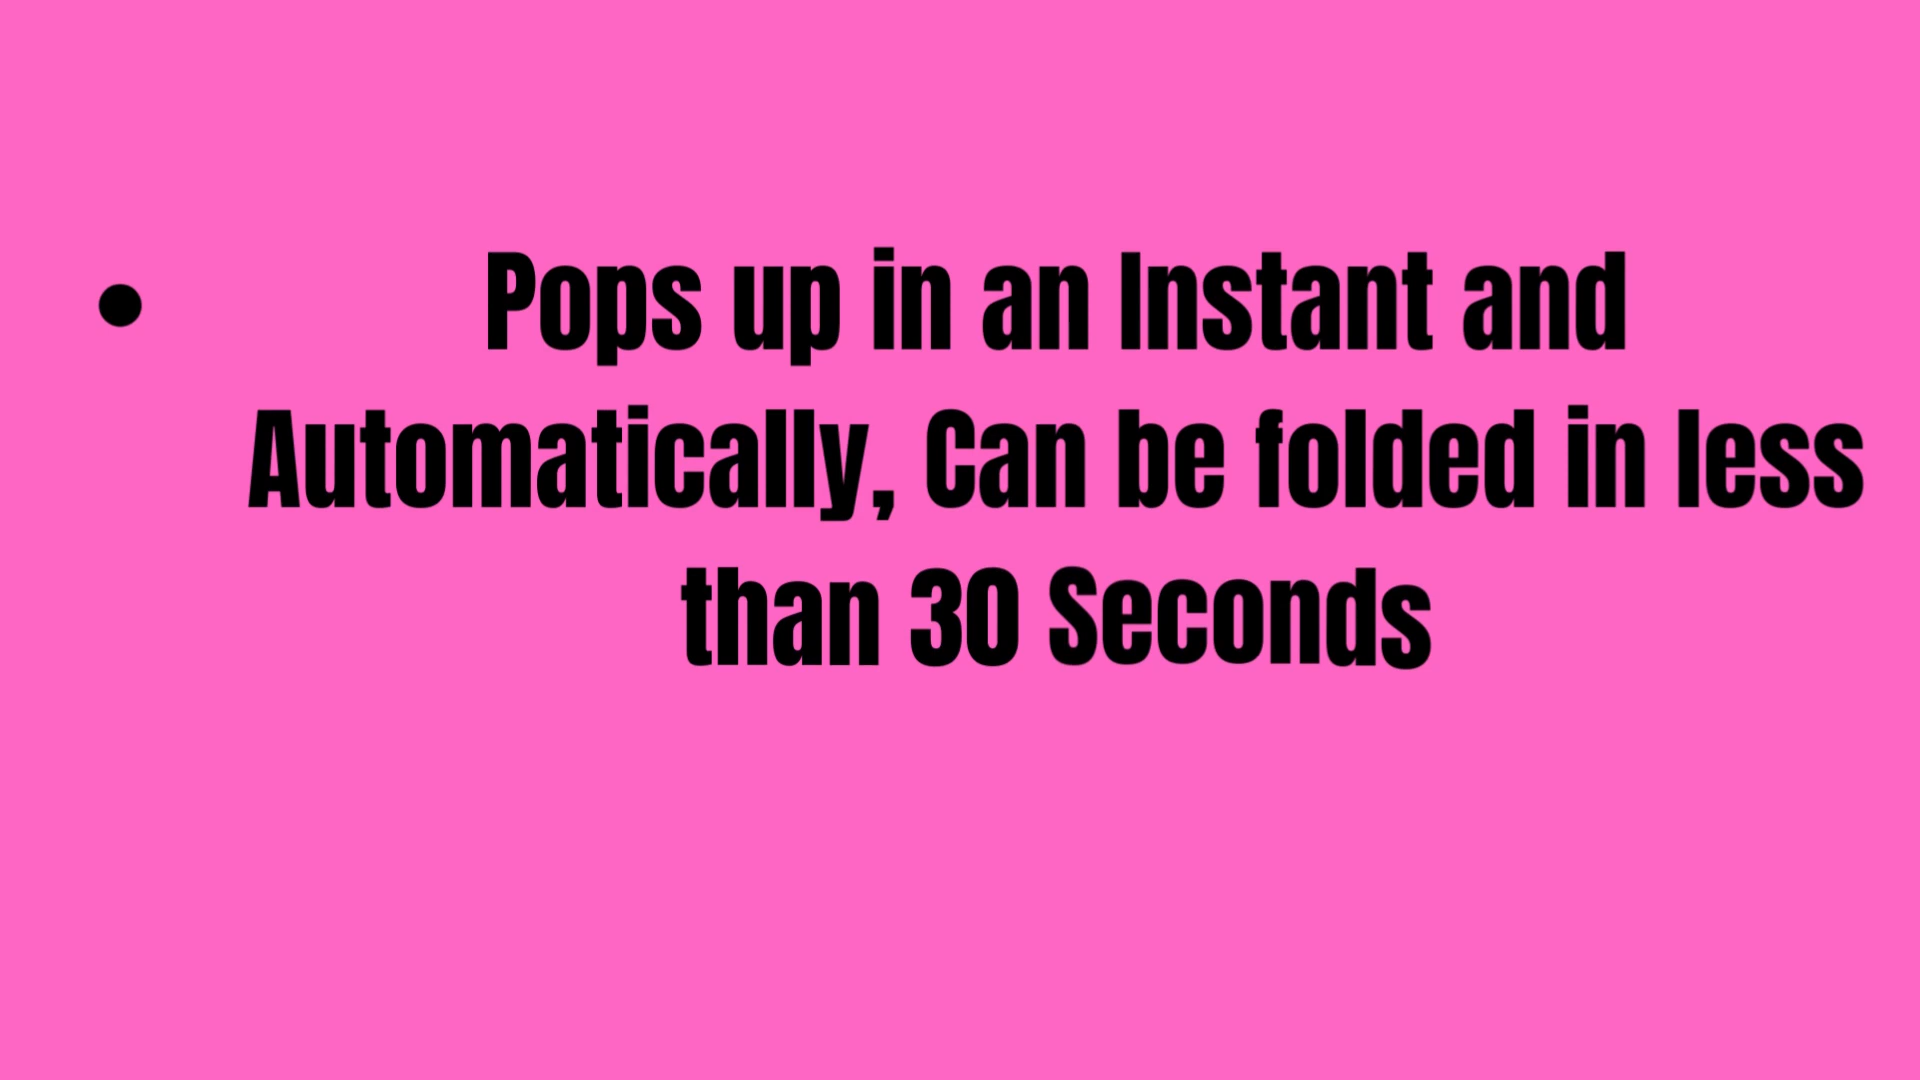 • Pops up in an Instant and
Automatically, Can be folded in less
than 30 Seconds